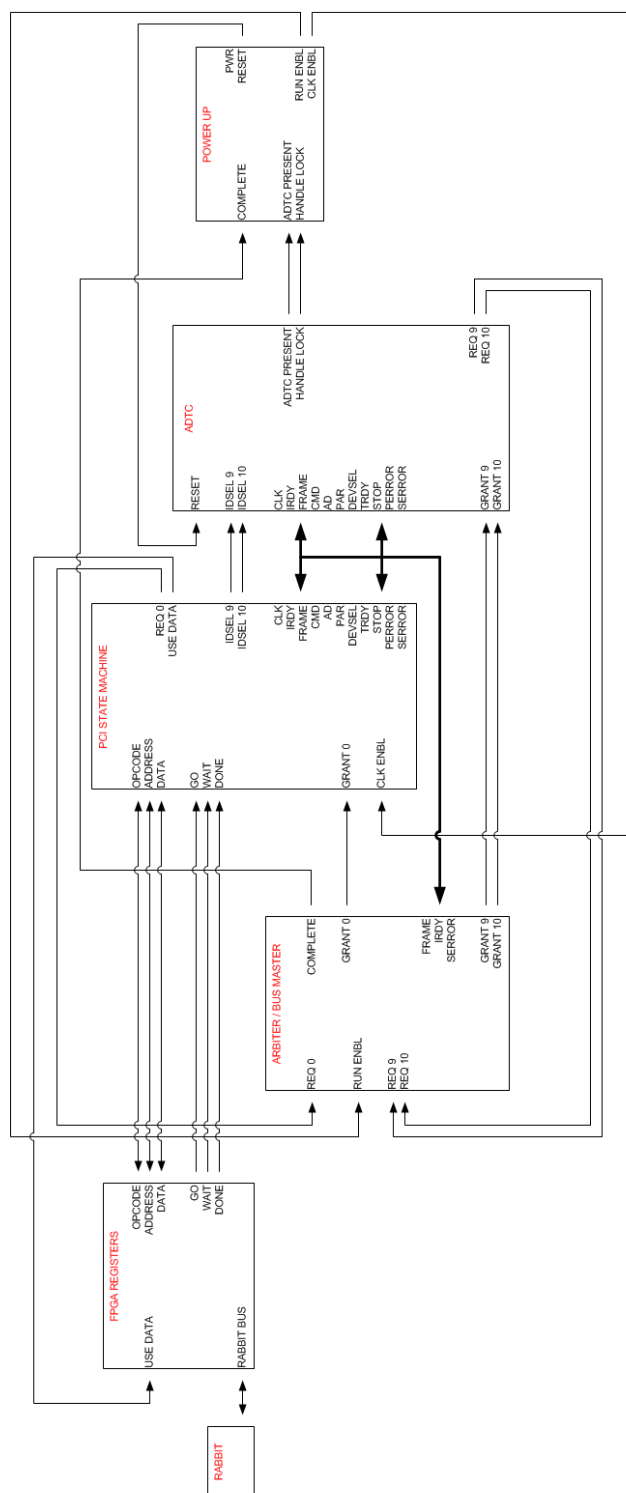 RABBIT
FPGA REGISTERS
USE DATA
RABBIT BUS
OPCODE
ADDRESS
DATA
GO
WAIT
DONE
ARBITER / BUS MASTER
REQ 0
RUN ENBL
REQ 9
REQ 10
COMPLETE
GRANT 0
FRAME
IRDY
SERROR
GRANT 9
GRANT 10
PCI STATE MACHINE
OPCODE
ADDRESS
DATA
GO
WAIT
DONE
GRANT 0
CLK ENBL
REQ 0
USE DATA
IDSEL 9
IDSEL 10
CLK
IRDY
FRAME
CMD
AD
PAR
DEVSEL
TRDY
STOP
PERROR
SERROR
ADTC
RESET
IDSEL 9
IDSEL 10
CLK
IRDY
FRAME
CMD
AD
PAR
DEVSEL
TRDY
STOP
PERROR
SERROR
GRANT 9
GRANT 10
ADTC PRESENT
HANDLE LOCK
REQ 9
REQ 10
POWER UP
COMPLETE
ADTC PRESENT
HANDLE LOCK
PWR
RESET
RUN ENBL
CLK ENBL